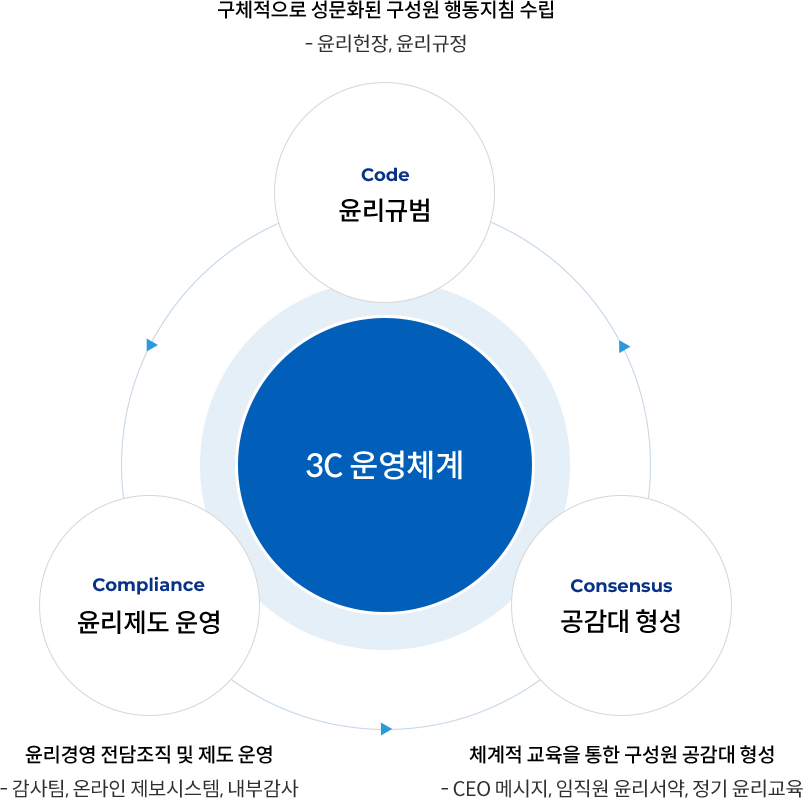 구체적으로 성문화된 구성원 행동지침 수립
- 윤리헌장, 윤리규정
Code
윤리규범
3C 운영체계
Compliance
윤리제도 운영
Consensus
공감대 형성
윤리경영 전담조직 및 제도 운영
- 감사팀, 온라인 제보시스템, 내부감사
체계적 교육을 통한 구성원 공감대 형성
- CEO 메시지, 임직원 윤리서약, 정기 윤리교육